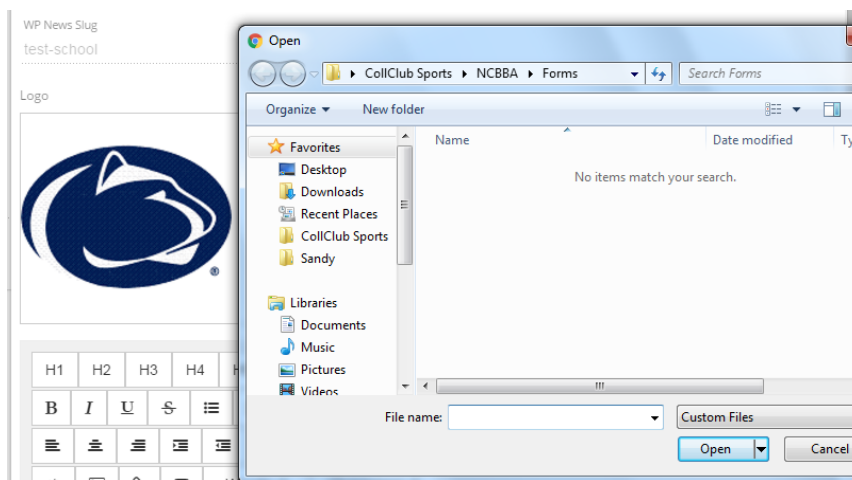 WP News Slug
test-school
Logo
®
H1 H2 H3 H4
B I U S
Open
CollClub Sports NCBBA Forms
Search Forms
Organize New folder
Favorites
Desktop
Downloads
Recent Places
CollClub Sports
Sandy
Libraries
Documents
Music
Pictures
Videos
Name Date modified Ty
No items match your search.
File name: Custom Files
Open Cancel